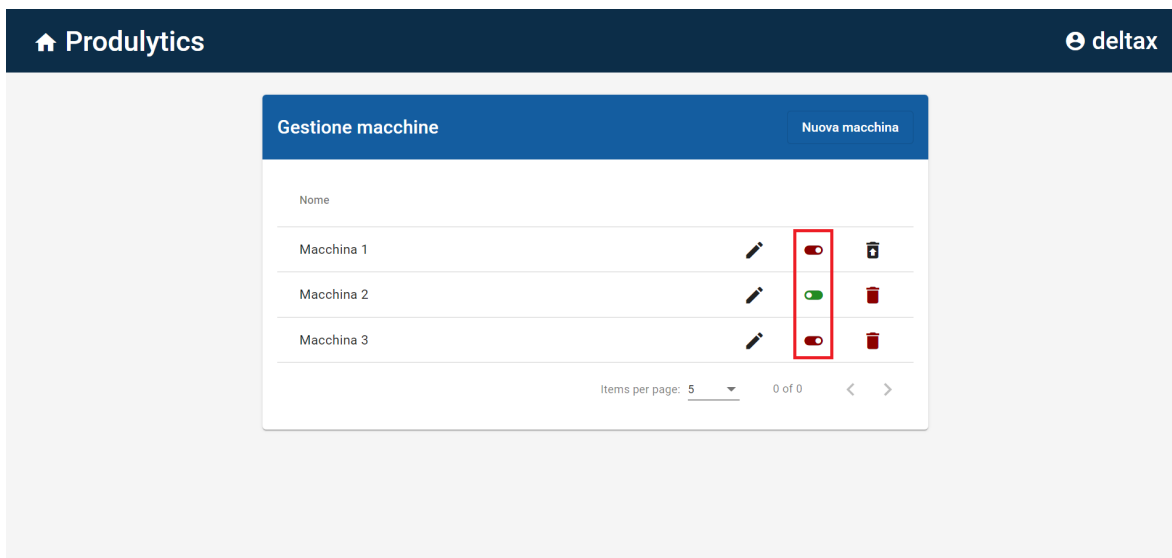 Produlytics
deltax
Gestione macchine
Nuova macchina
Nome
Macchina 1
Macchina 2
Macchina 3
Items per page: 5
0 of 0